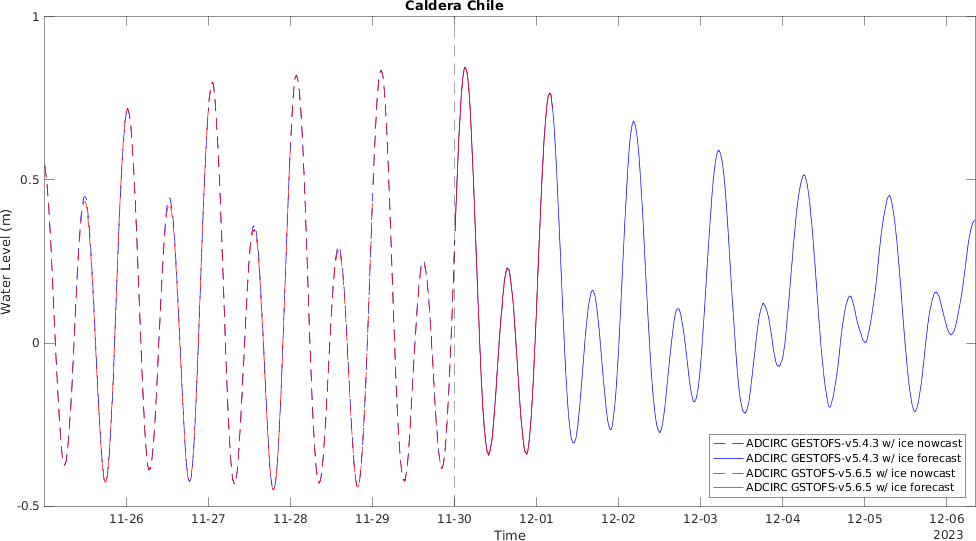 Caldera Chile
1
0.5
0
-0.5
Water Level (m)
11-26 11-27 11-28 11-29 11-30 12-01 12-02 12-03 12-04 12-05 12-06
2023
Time
ADCIRC GESTOFS-v5.4.3 w/ ice nowcast
ADCIRC GESTOFS-v5.4.3 w/ ice forecast
ADCIRC GSTOFS-v5.6.5 w/ ice nowcast
ADCIRC GSTOFS-v5.6.5 w/ ice forecast